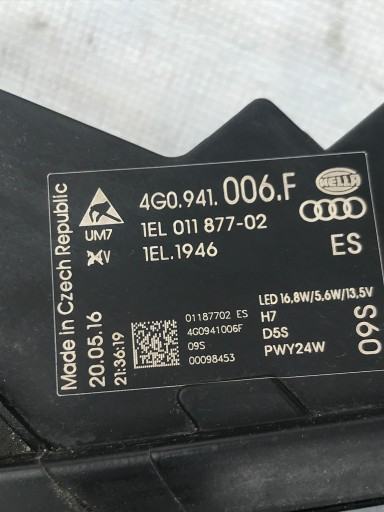 4G0.941. 006.F
HELLA
UM7
1EL 011 877-02
ES
XV
1EL.1946
Made in Czech Republic
20.05.16
21:36:19
01187702 ES
4G0941006F
09S
00098453
LED 16,8W/5,6W/13,5V
H7
D5S
PWY24W
09S